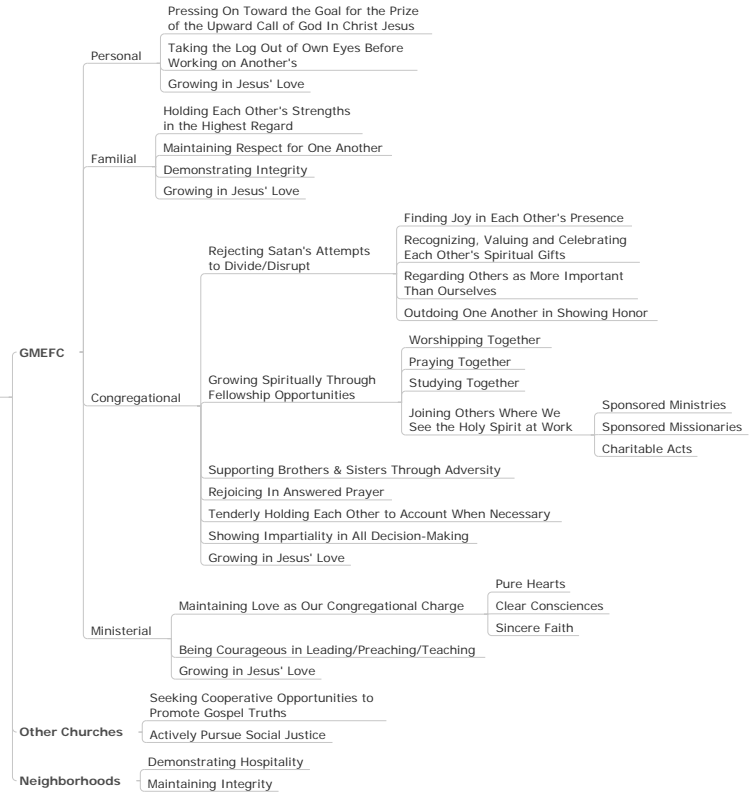 GMEFC
Personal
Pressing On Toward the Goal for the Prize
of the Upward Call of God In Christ Jesus
Taking the Log Out of Own Eyes Before
Working on Another's
Growing in Jesus' Love
Familial
Holding Each Other's Strengths
in the Highest Regard
Maintaining Respect for One Another
Demonstrating Integrity
Growing in Jesus' Love
Congregational
Rejecting Satan's Attempts
to Divide/Disrupt
Finding Joy in Each Other's Presence
Recognizing, Valuing and Celebrating
Each Other's Spiritual Gifts
Regarding Others as More Important
Than Ourselves
Outdoing One Another in Showing Honor
Growing Spiritually Through
Fellowship Opportunities
Worshipping Together
Praying Together
Studying Together
Joining Others Where We
See the Holy Spirit at Work
Sponsored Ministries
Sponsored Missionaries
Charitable Acts
Supporting Brothers & Sisters Through Adversity
Rejoicing In Answered Prayer
Tenderly Holding Each Other to Account When Necessary
Showing Impartiality in All Decision-Making
Growing in Jesus' Love
Ministerial
Maintaining Love as Our Congregational Charge
Pure Hearts
Clear Consciences
Sincere Faith
Being Courageous in Leading/Preaching/Teaching
Growing in Jesus' Love
Other Churches
Seeking Cooperative Opportunities to
Promote Gospel Truths
Actively Pursue Social Justice
Neighborhoods
Demonstrating Hospitality
Maintaining Integrity